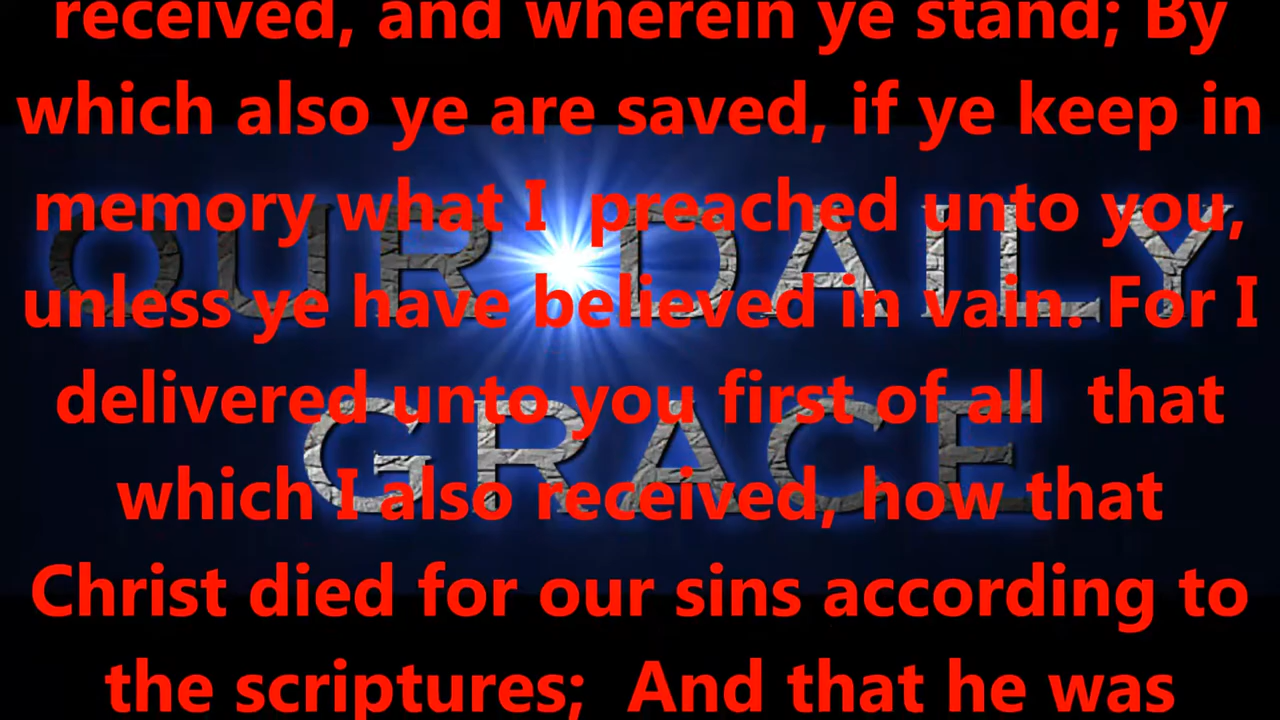 received, and wherein ye stand; By
which also ye are saved, if ye keep in
memory what I  preached unto you,
OUR DAILY
unless ye have believed in vain. For I
delivered unto you first of all  that
GRACE
which I also received, how that
Christ died for our sins according to
the scriptures;  And that he was